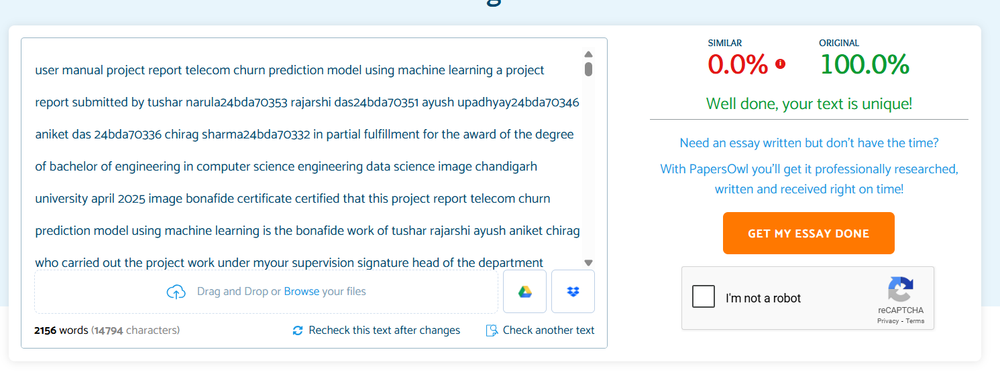 user manual project report telecom churn prediction model using machine learning a project
report submitted by tushar narula24bda70353 rajarshi das24bda70351 ayush upadhyay24bda70346
aniket das 24bda70336 chirag sharma24bda70332 in partial fulfillment for the award of the degree
of bachelor of engineering in computer science engineering data science image chandigarh
university april 2025 image bonafide certificate certified that this project report telecom churn
prediction model using machine learning is the bonafide work of tushar rajarshi ayush aniket chirag
who carried out the project work under myour supervision signature head of the department
Drag and Drop or Browse your files
2156 words (14794 characters)
Recheck this text after changes
Check another text
SIMILAR
0.0%
ORIGINAL
100.0%
Well done, your text is unique!
Need an essay written but don't have the time?
With PapersOwl you'll get it professionally researched,
written and received right on time!
GET MY ESSAY DONE
I'm not a robot
reCAPTCHA
Privacy - Terms